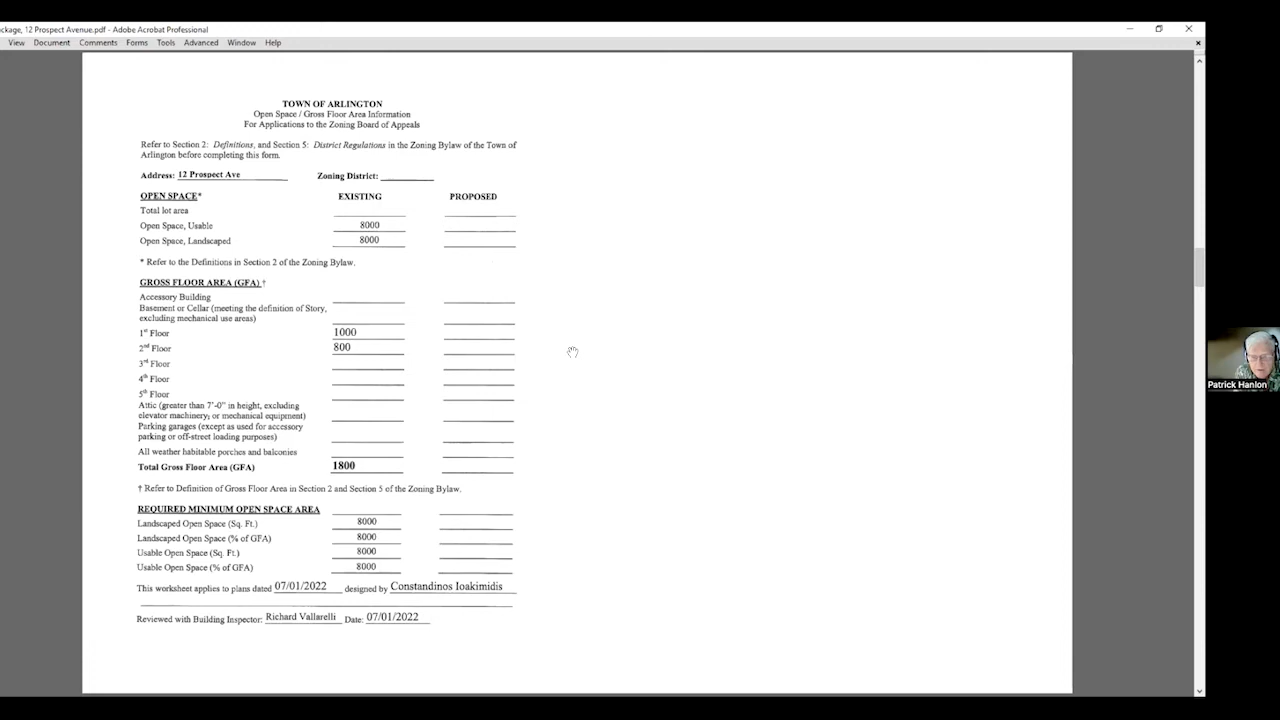 ckage, 12 Prospect Avenue.pdf - Adobe Acrobat Professional
View Document Comments Forms Tools Advanced Window Help
TOWN OF ARLINGTON
Open Space / Gross Floor Area Information
For Applications to the Zoning Board of Appeals
Refer to Section 2: Definitions, and Section 5: District Regulations in the Zoning Bylaw of the Town of
Arlington before completing this form.
Address: 12 Prospect Ave Zoning District:
OPEN SPACE* EXISTING PROPOSED
Total lot area
Open Space, Usable 8000
Open Space, Landscaped 8000
* Refer to the Definitions in Section 2 of the Zoning Bylaw.
GROSS FLOOR AREA (GFA) †
Accessory Building
Basement or Cellar (meeting the definition of Story,
excluding mechanical use areas)
1st Floor 1000
2nd Floor 800
3rd Floor
4th Floor
5th Floor
Attic (greater than 7'-0" in height, excluding
elevator machinery, or mechanical equipment)
Parking garages (except as used for accessory
parking or off-street loading purposes)
All weather habitable porches and balconies
Total Gross Floor Area (GFA) 1800
† Refer to Definition of Gross Floor Area in Section 2 and Section 5 of the Zoning Bylaw.
REQUIRED MINIMUM OPEN SPACE AREA
Landscaped Open Space (Sq. Ft.) 8000
Landscaped Open Space (% of GFA) 8000
Usable Open Space (Sq. Ft.) 8000
Usable Open Space (% of GFA) 8000
This worksheet applies to plans dated 07/01/2022 designed by Constandinos Ioakimidis
Reviewed with Building Inspector: Richard Vallarelli Date: 07/01/2022
Patrick Hanlon